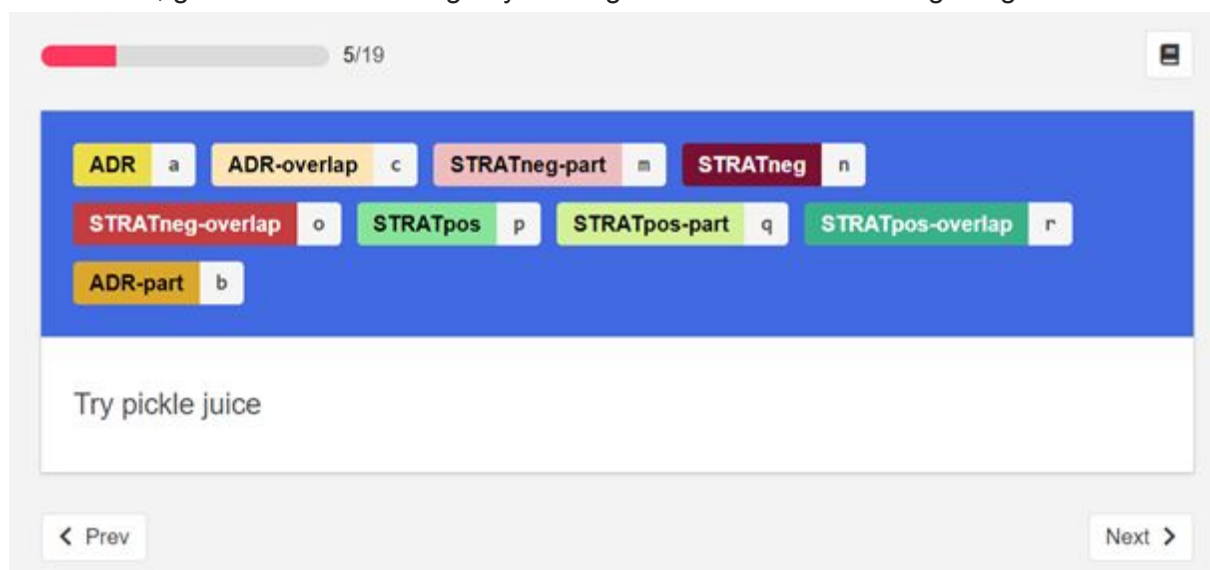 5/19
ADR a ADR-overlap c STRATneg-part m STRATneg n
STRATneg-overlap o STRATpos p STRATpos-part q STRATpos-overlap r
ADR-part b
Try pickle juice
Prev Next